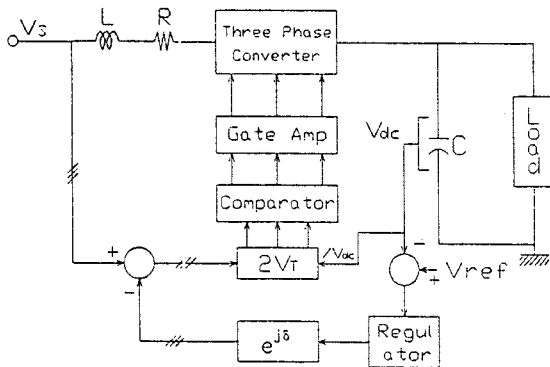 Vs
L
R
Three Phase
Converter
Gate Amp
Vdc
C
Load
Comparator
2VT
/Vdc
+
-
-
+
Vref
e^jδ
Regul
ator